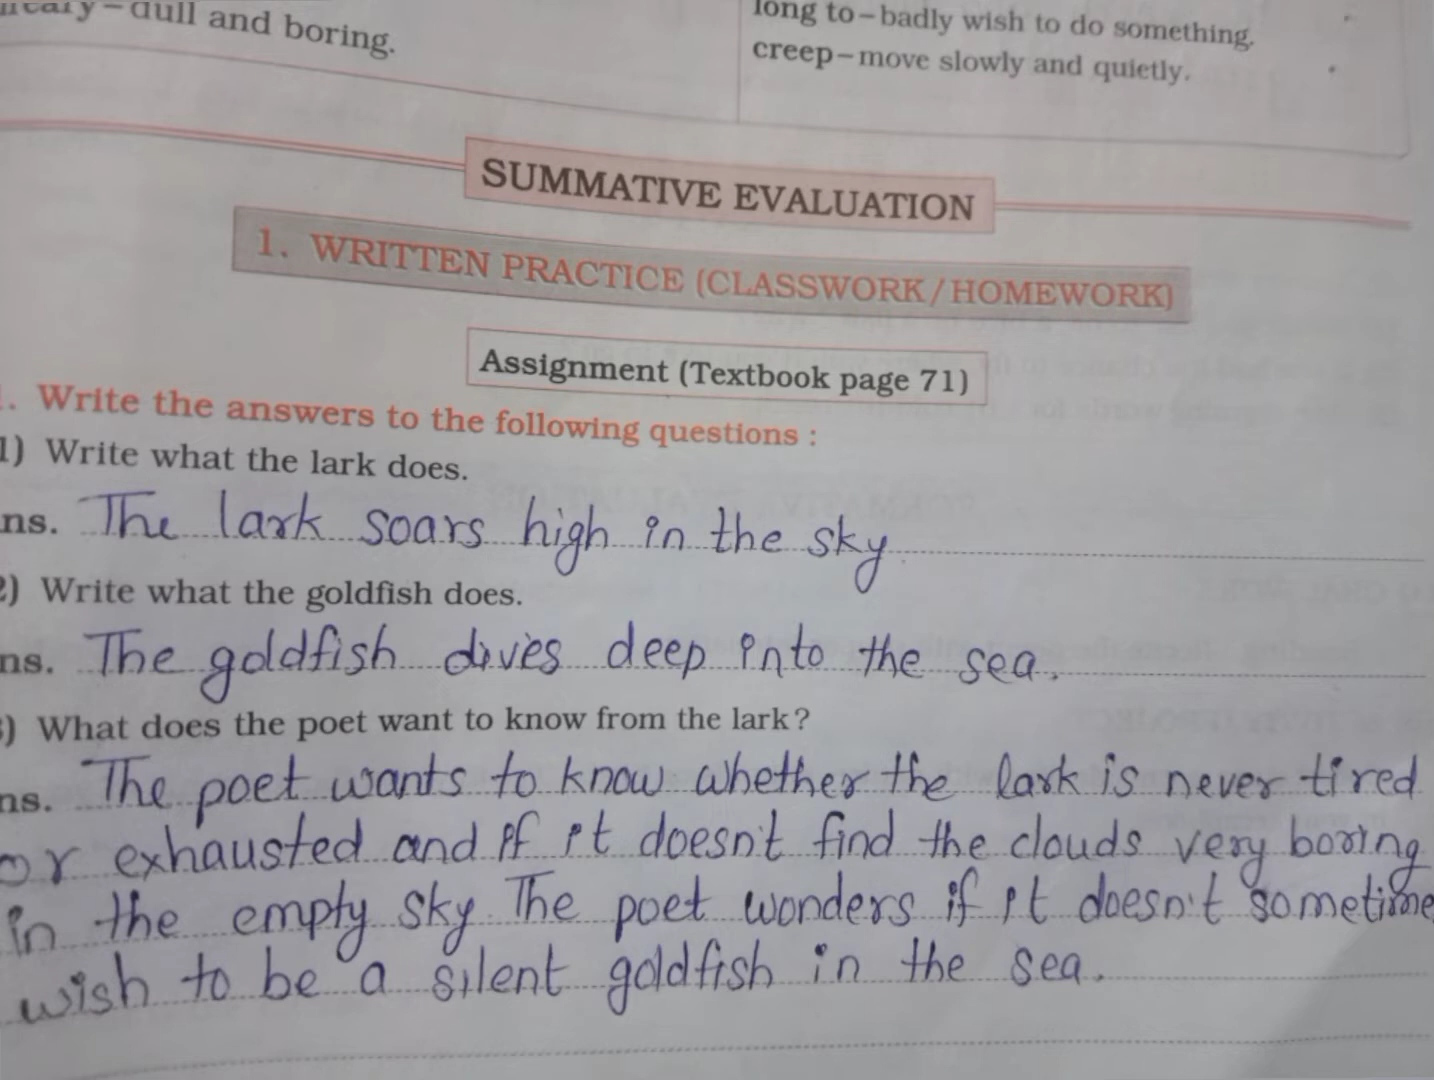 dull and boring.
long to – badly wish to do something.
creep – move slowly and quietly.
SUMMATIVE EVALUATION
1. WRITTEN PRACTICE (CLASSWORK/HOMEWORK)
Assignment (Textbook page 71)
. Write the answers to the following questions :
1) Write what the lark does.
ns. The lark soars high in the sky.
2) Write what the goldfish does.
ns. The goldfish dives deep into the sea.
) What does the poet want to know from the lark?
ns. The poet wants to know whether the lark is never tired
or exhausted and if it doesn't find the clouds very boring
in the empty sky The poet wonders if it doesn't sometime
wish to be a silent goldfish in the sea.